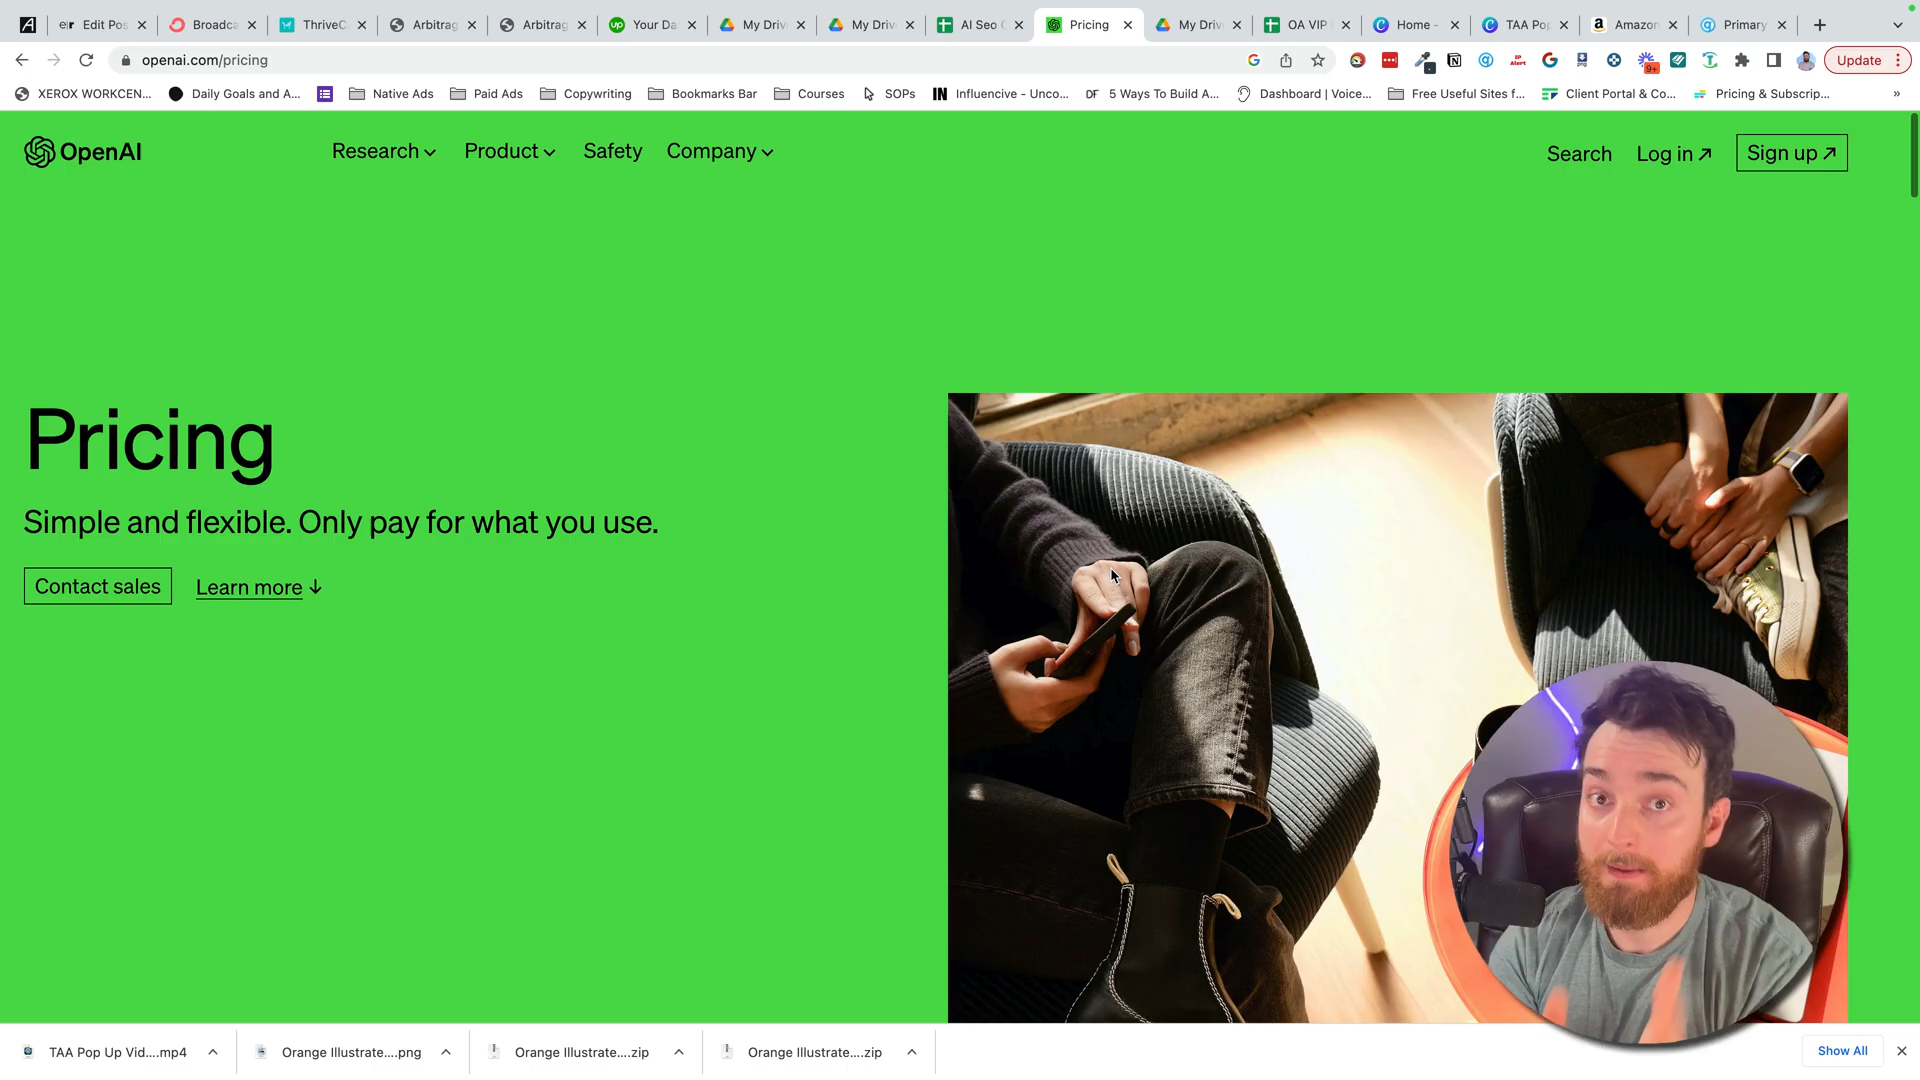 Edit Pos
Broadca
ThriveC
Arbitrag
Arbitrag
Your Da
My Driv
My Driv
AI Seo C
Pricing
My Driv
OA VIP
Home -
TAA Pop
Amazon
Primary
openai.com/pricing
Update
XEROX WORKCEN...
Daily Goals and A...
Native Ads
Paid Ads
Copywriting
Bookmarks Bar
Courses
SOPs
IN Influencive - Unco...
DF 5 Ways To Build A...
Dashboard | Voice...
Free Useful Sites f...
Client Portal & Co...
Pricing & Subscrip...
»
OpenAI
Research
Product
Safety
Company
Search
Log in ↗
Sign up ↗
Pricing
Simple and flexible. Only pay for what you use.
Contact sales
Learn more ↓
TAA Pop Up Vid....mp4
Orange Illustrate....png
Orange Illustrate....zip
Orange Illustrate....zip
Show All